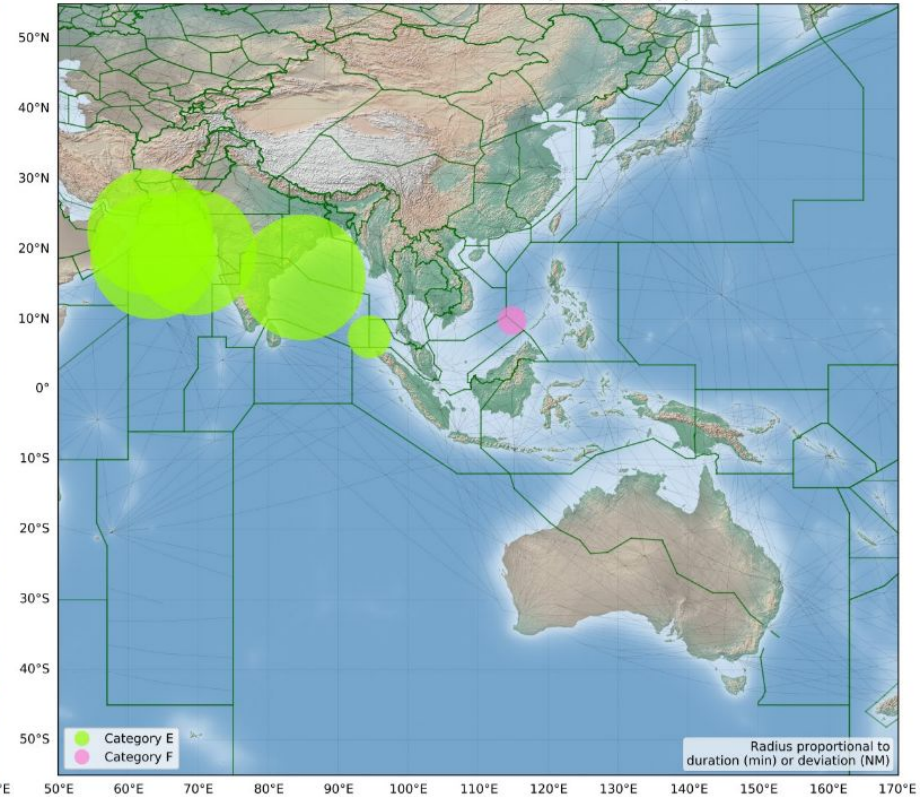 50°N
40°N
30°N
20°N
10°N
0°
10°S
20°S
30°S
40°S
50°S
Category E
Category F
Radius proportional to
duration (min) or deviation (NM)
°E 50°E 60°E 70°E 80°E 90°E 100°E 110°E 120°E 130°E 140°E 150°E 160°E 170°E